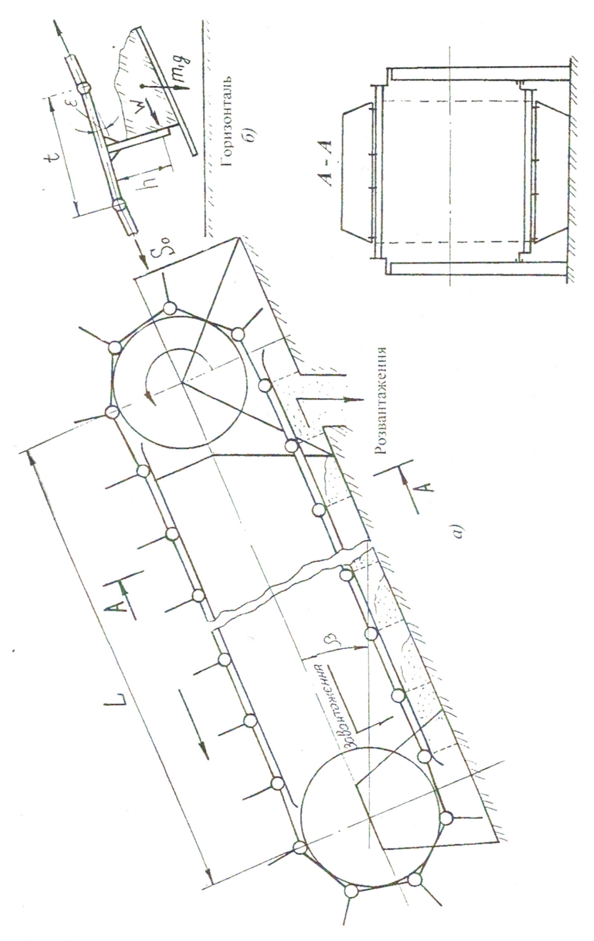 t
ε
h
W
m₁g
S₀
Горизонталь
б)
A - A
L
A
A
β
завантаження
Розвантаження
а)